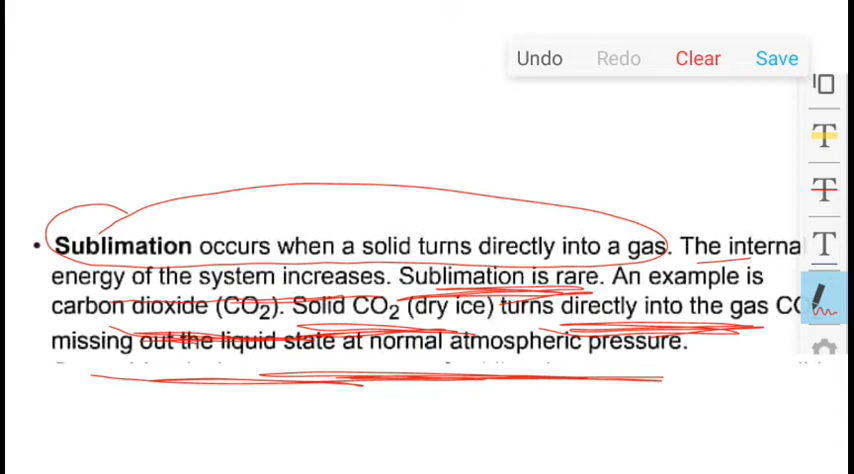 Undo Redo Clear Save
• Sublimation occurs when a solid turns directly into a gas. The internal
energy of the system increases. Sublimation is rare. An example is
carbon dioxide (CO₂). Solid CO₂ (dry ice) turns directly into the gas CO
missing out the liquid state at normal atmospheric pressure.
T
T
T